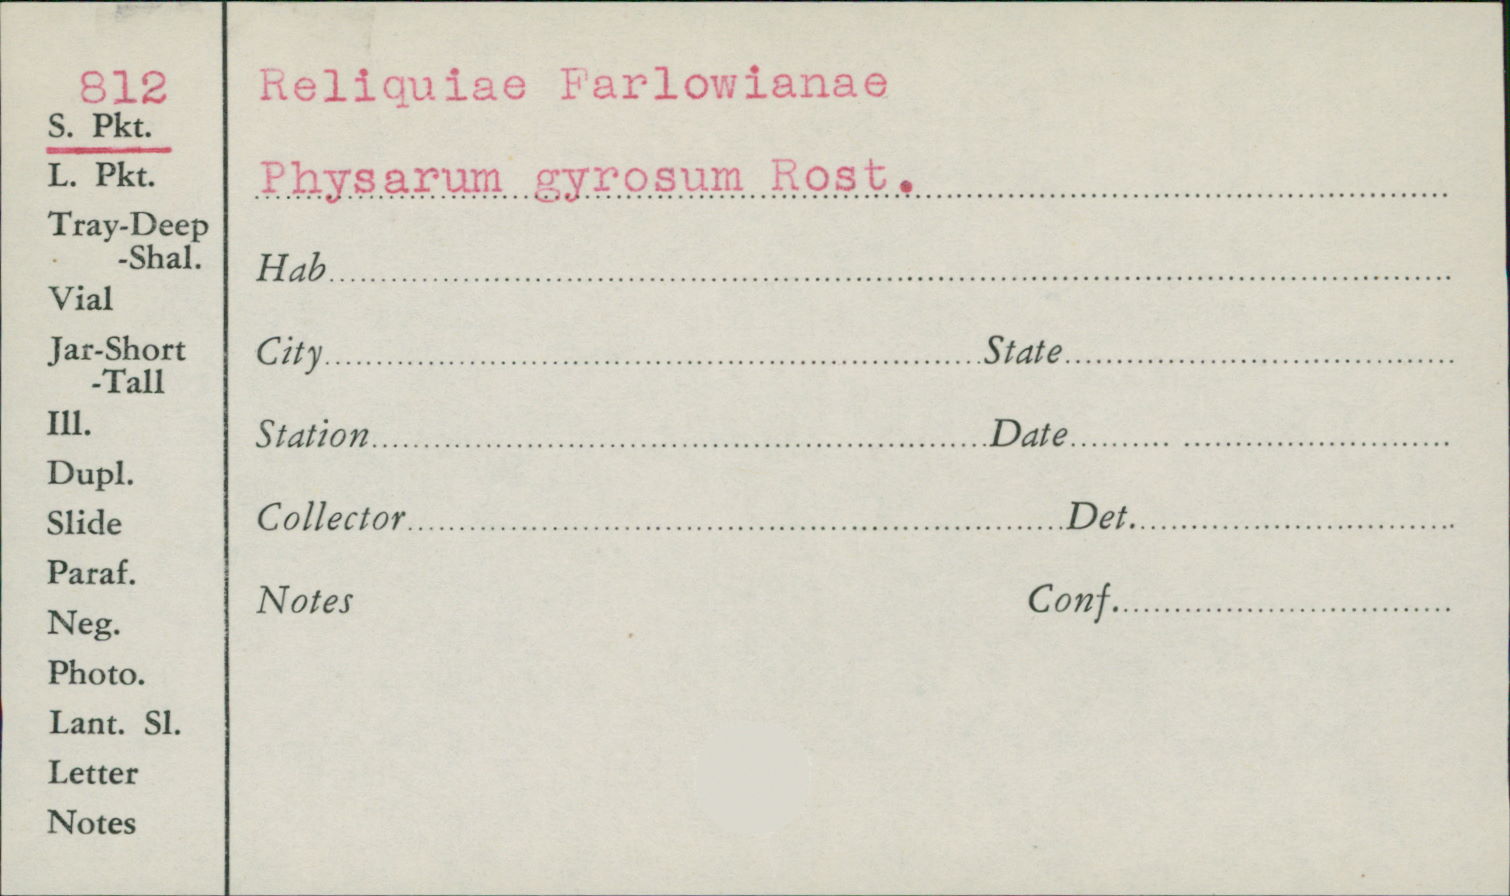 812
S. Pkt.
L. Pkt.
Tray-Deep
-Shal.
Vial
Jar-Short
-Tall
Ill.
Dupl.
Slide
Paraf.
Neg.
Photo.
Lant. Sl.
Letter
Notes
Reliquiae Farlowianae
Physarum gyrosum Rost.
Hab
City State
Station Date
Collector Det.
Notes Conf.